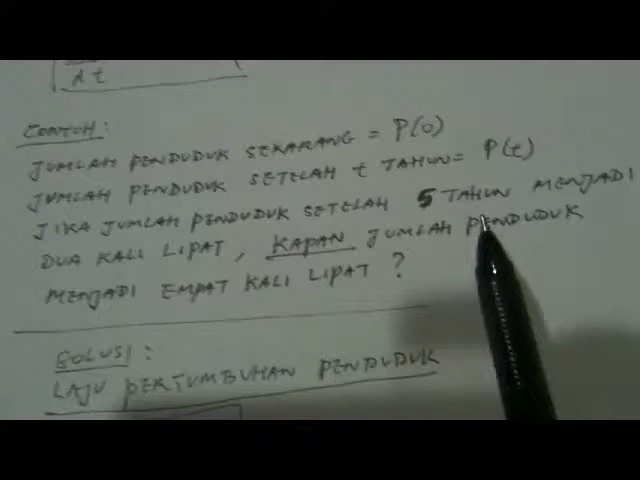 dt
CONTOH:
JUMLAH PENDUDUK SEKARANG = P(0)
JUMLAH PENDUDUK SETELAH t TAHUN= P(t)
JIKA JUMLAH PENDUDUK SETELAH 5 TAHUN MENJADI
DUA KALI LIPAT, KAPAN JUMLAH PENDUDUK
MENJADI EMPAT KALI LIPAT ?
SOLUSI:
LAJU PERTUMBUHAN PENDUDUK